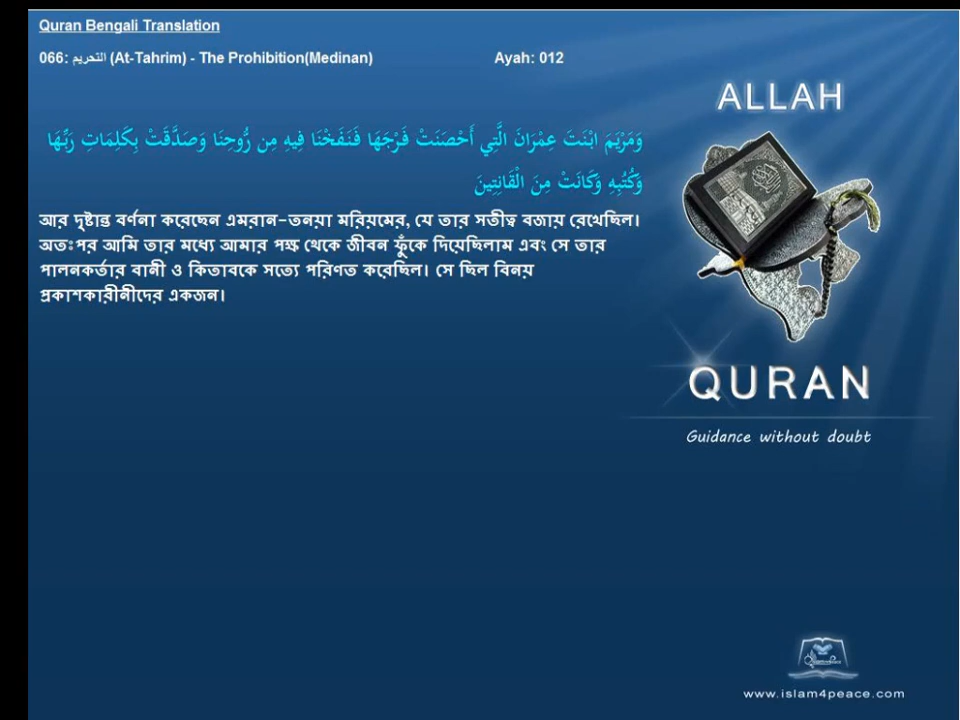 Quran Bengali Translation
066: التحريم (At-Tahrim) - The Prohibition(Medinan) Ayah: 012
وَمَرْيَمَ ابْنَتَ عِمْرَانَ الَّتِي أَحْصَنَتْ فَرْجَهَا فَنَفَخْنَا فِيهِ مِن رُّوحِنَا وَصَدَّقَتْ بِكَلِمَاتِ رَبِّهَا
وَكُتُبِهِ وَكَانَتْ مِنَ الْقَانِتِينَ
আর দৃষ্টান্ত বর্ণনা করেছেন এমরান-তনয়া মরিয়মের, যে তার সতীত্ব বজায় রেখেছিল।
অতঃপর আমি তার মধ্যে আমার পক্ষ থেকে জীবন ফুঁকে দিয়েছিলাম এবং সে তার
পালনকর্তার বানী ও কিতাবকে সত্যে পরিণত করেছিল। সে ছিল বিনয়
প্রকাশকারীনীদের একজন।
ALLAH
QURAN
Guidance without doubt
www.islam4peace.com